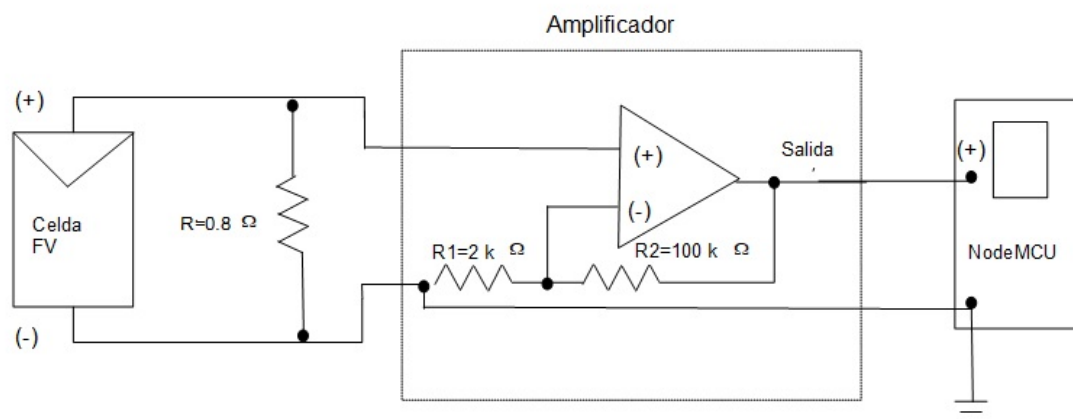 Amplificador
(+)
Celda
FV
(-)
R=0.8 Ω
(+)
(-)
R1=2 k Ω
R2=100 k Ω
Salida
(+)
NodeMCU